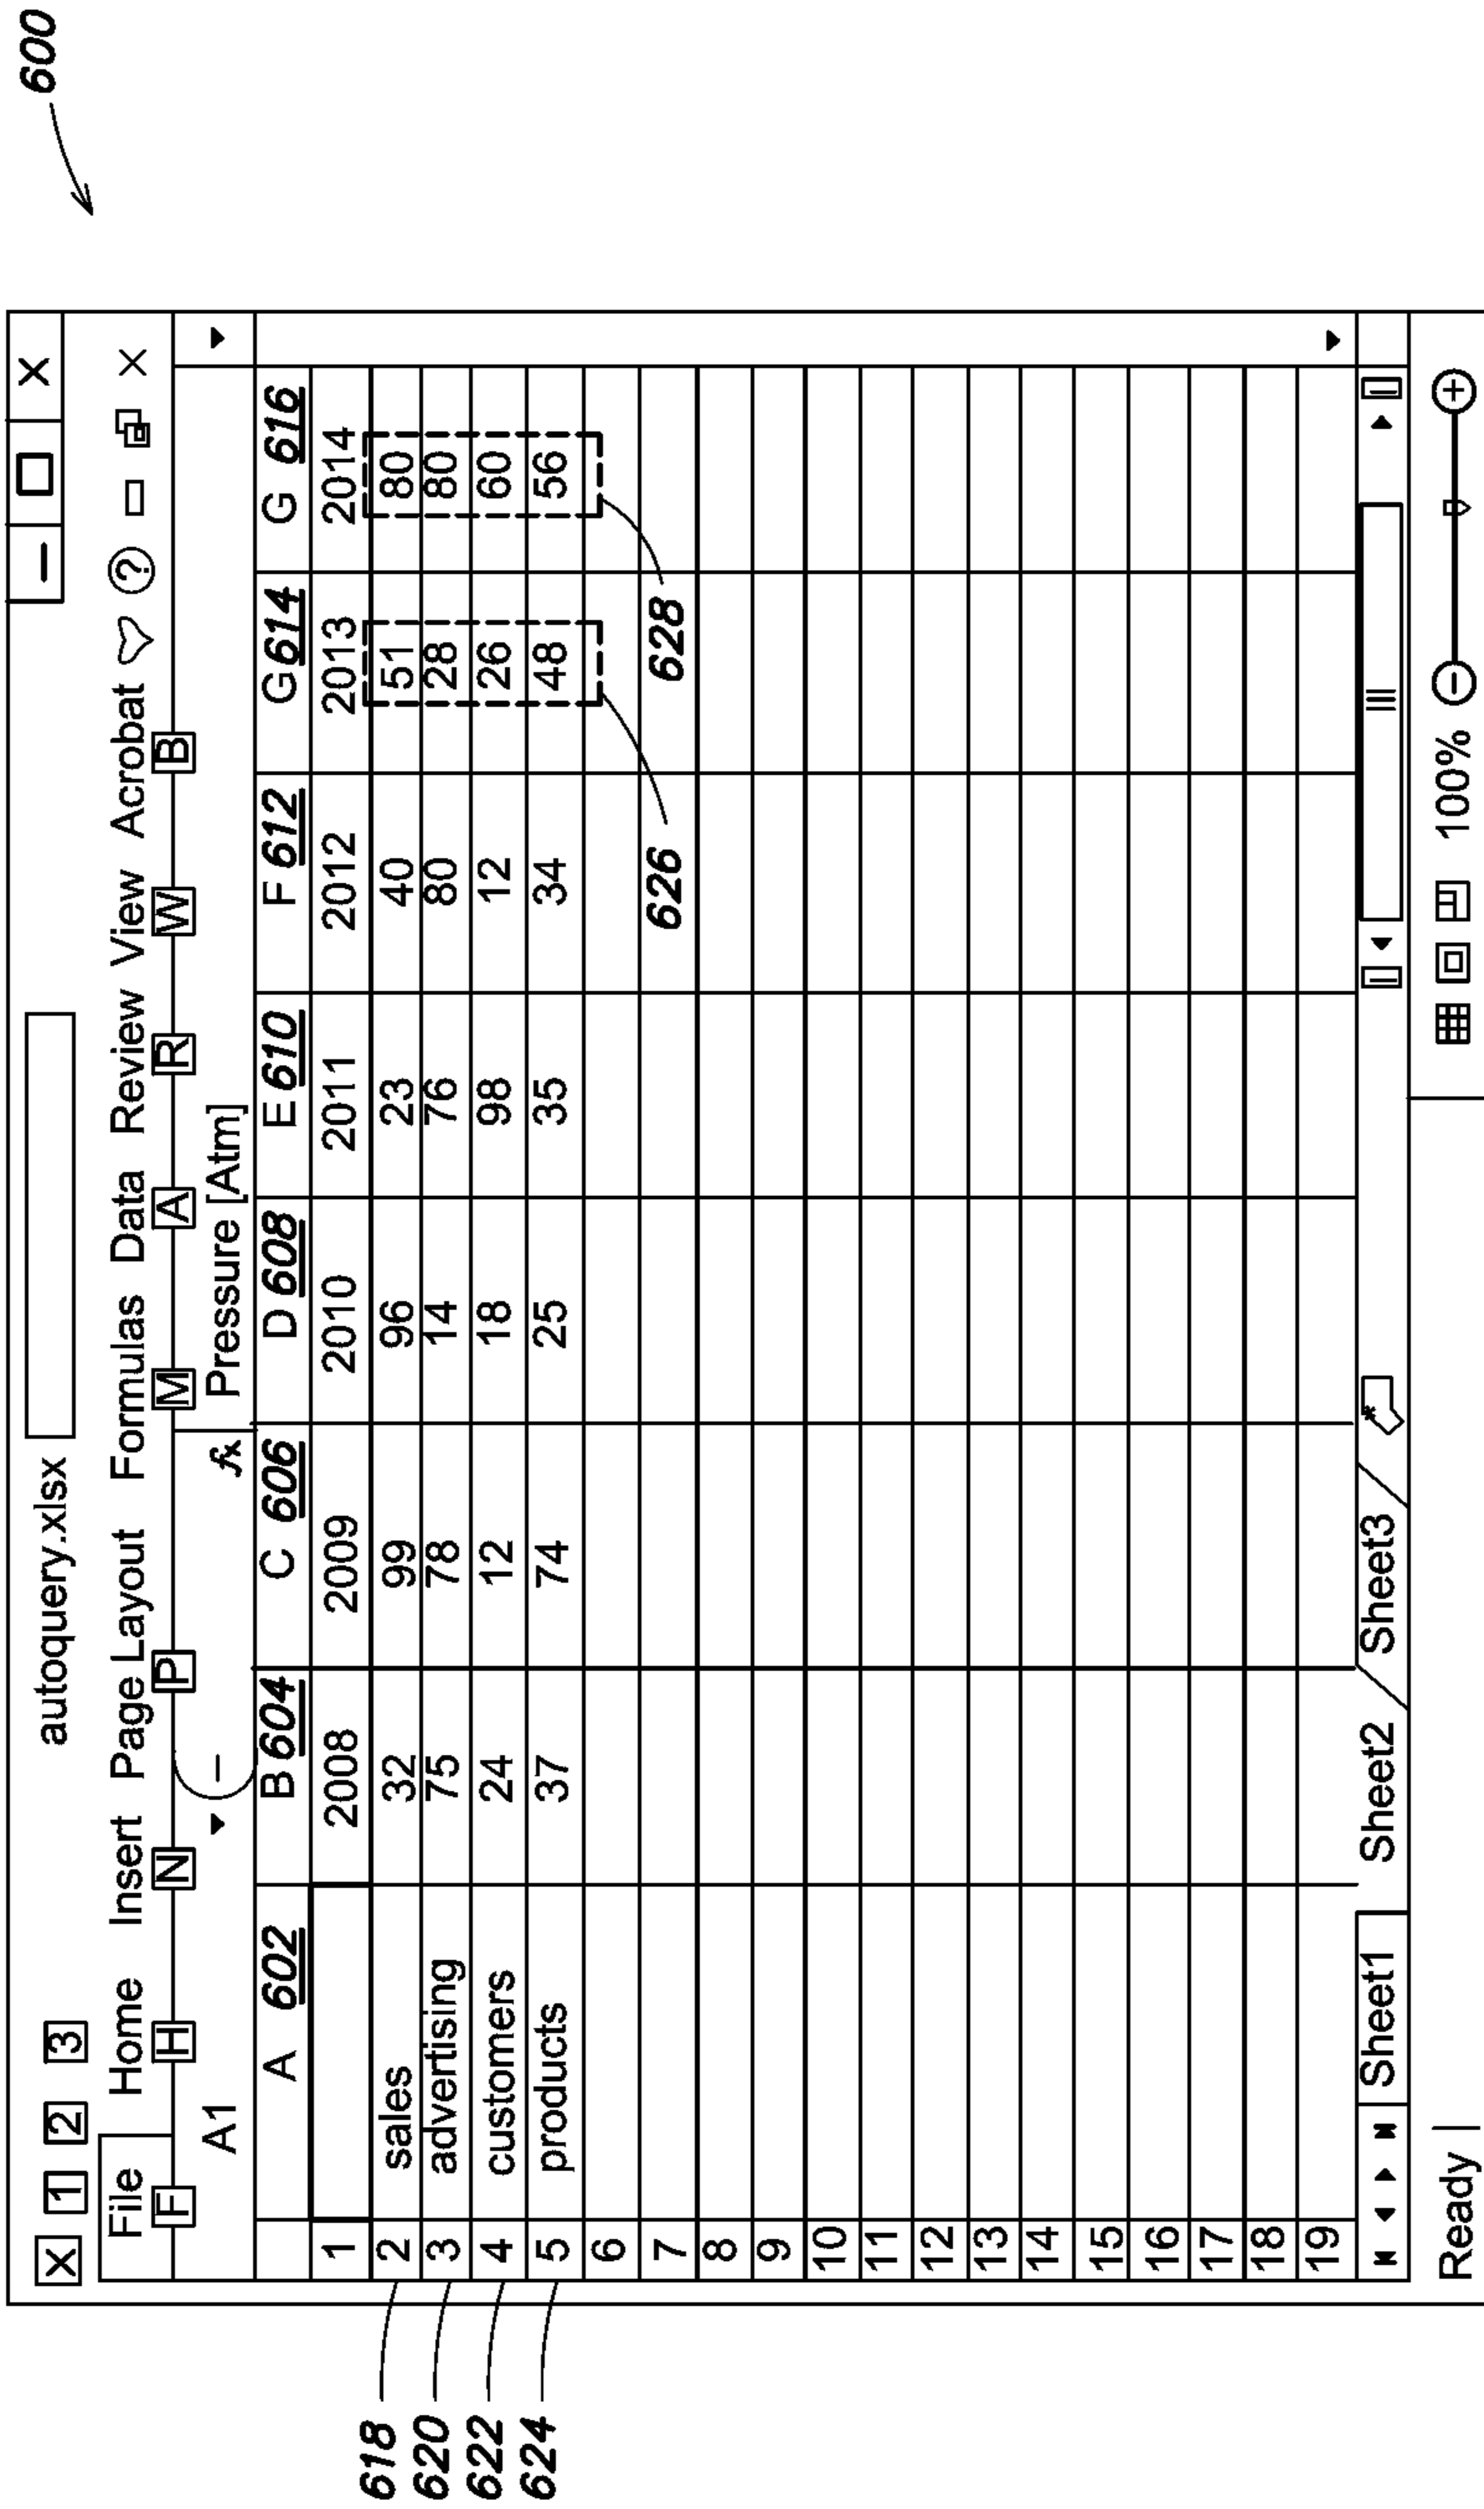 600
autoquery.xlsx
X 1 2 3
– □ X
File Home Insert Page Layout Formulas Data Review View Acrobat ? X
F H N P M A R W B
A1 fx Pressure [Atm]
A 602 B 604 C 606 D 608 E 610 F 612 G 614 G 616
1 2008 2009 2010 2011 2012 2013 2014
618 2 sales 32 99 96 23 40 51 80
620 3 advertising 75 78 14 76 80 28 80
622 4 customers 24 12 18 98 12 26 60
624 5 products 37 74 25 35 34 48 56
6
7 626 628
8
9
10
11
12
13
14
15
16
17
18
19
Sheet1 Sheet2 Sheet3
Ready 100% – +